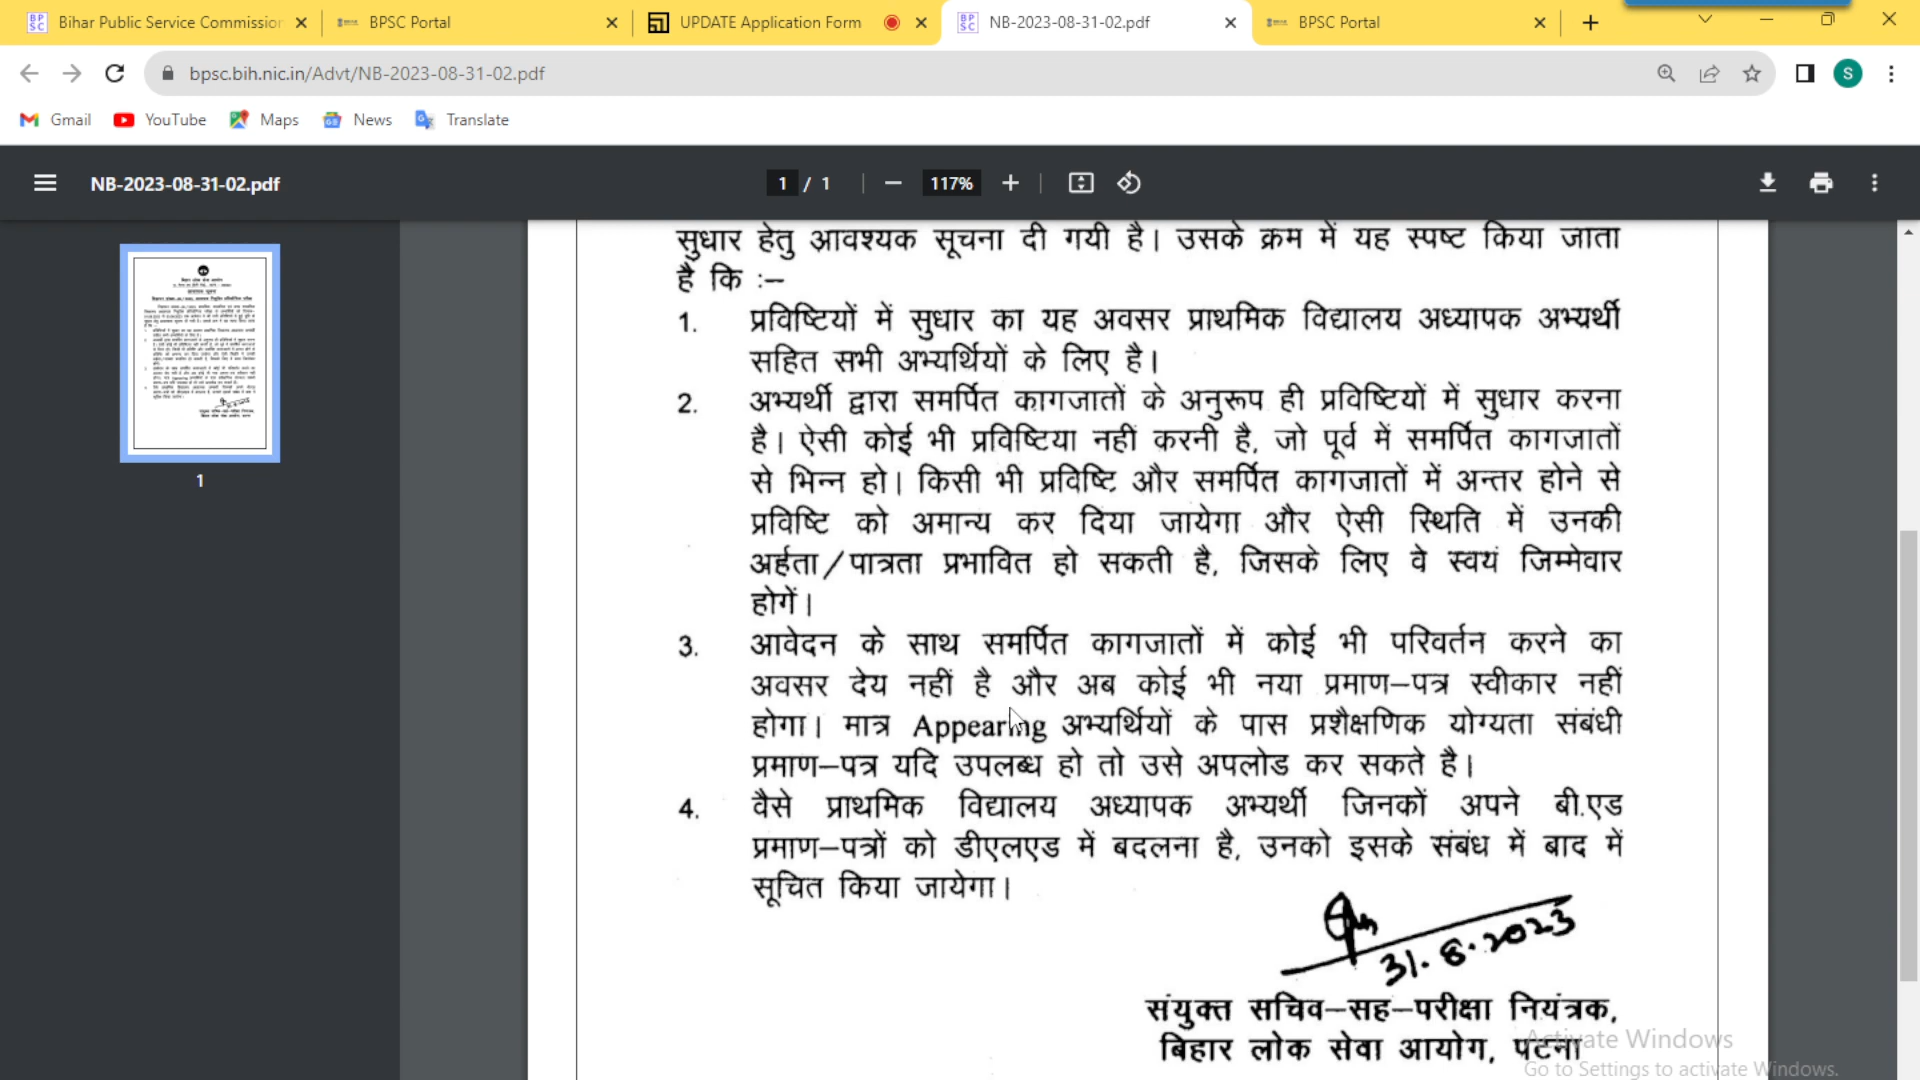 Bihar Public Service Commission
BPSC Portal
UPDATE Application Form
NB-2023-08-31-02.pdf
BPSC Portal
bpsc.bih.nic.in/Advt/NB-2023-08-31-02.pdf
S
Gmail
YouTube
Maps
News
Translate
NB-2023-08-31-02.pdf
1 / 1
117%
सुधार हेतु आवश्यक सूचना दी गयी है। उसके क्रम में यह स्पष्ट किया जाता
है कि :–
1. प्रविष्टियों में सुधार का यह अवसर प्राथमिक विद्यालय अध्यापक अभ्यर्थी
सहित सभी अभ्यर्थियों के लिए है।
2. अभ्यर्थी द्वारा समर्पित कागजातों के अनुरूप ही प्रविष्टियों में सुधार करना
है। ऐसी कोई भी प्रविष्टिया नहीं करनी है, जो पूर्व में समर्पित कागजातों
से भिन्न हो। किसी भी प्रविष्टि और समर्पित कागजातों में अन्तर होने से
प्रविष्टि को अमान्य कर दिया जायेगा और ऐसी स्थिति में उनकी
अर्हता/पात्रता प्रभावित हो सकती है, जिसके लिए वे स्वयं जिम्मेवार
होगें।
3. आवेदन के साथ समर्पित कागजातों में कोई भी परिवर्तन करने का
अवसर देय नहीं है और अब कोई भी नया प्रमाण–पत्र स्वीकार नहीं
होगा। मात्र Appearing अभ्यर्थियों के पास प्रशैक्षणिक योग्यता संबंधी
प्रमाण–पत्र यदि उपलब्ध हो तो उसे अपलोड कर सकते है।
4. वैसे प्राथमिक विद्यालय अध्यापक अभ्यर्थी जिनकों अपने बी.एड
प्रमाण–पत्रों को डीएलएड में बदलना है, उनको इसके संबंध में बाद में
सूचित किया जायेगा।
31.8.2023
संयुक्त सचिव–सह–परीक्षा नियंत्रक,
बिहार लोक सेवा आयोग, पटना
1
Activate Windows
Go to Settings to activate Windows.